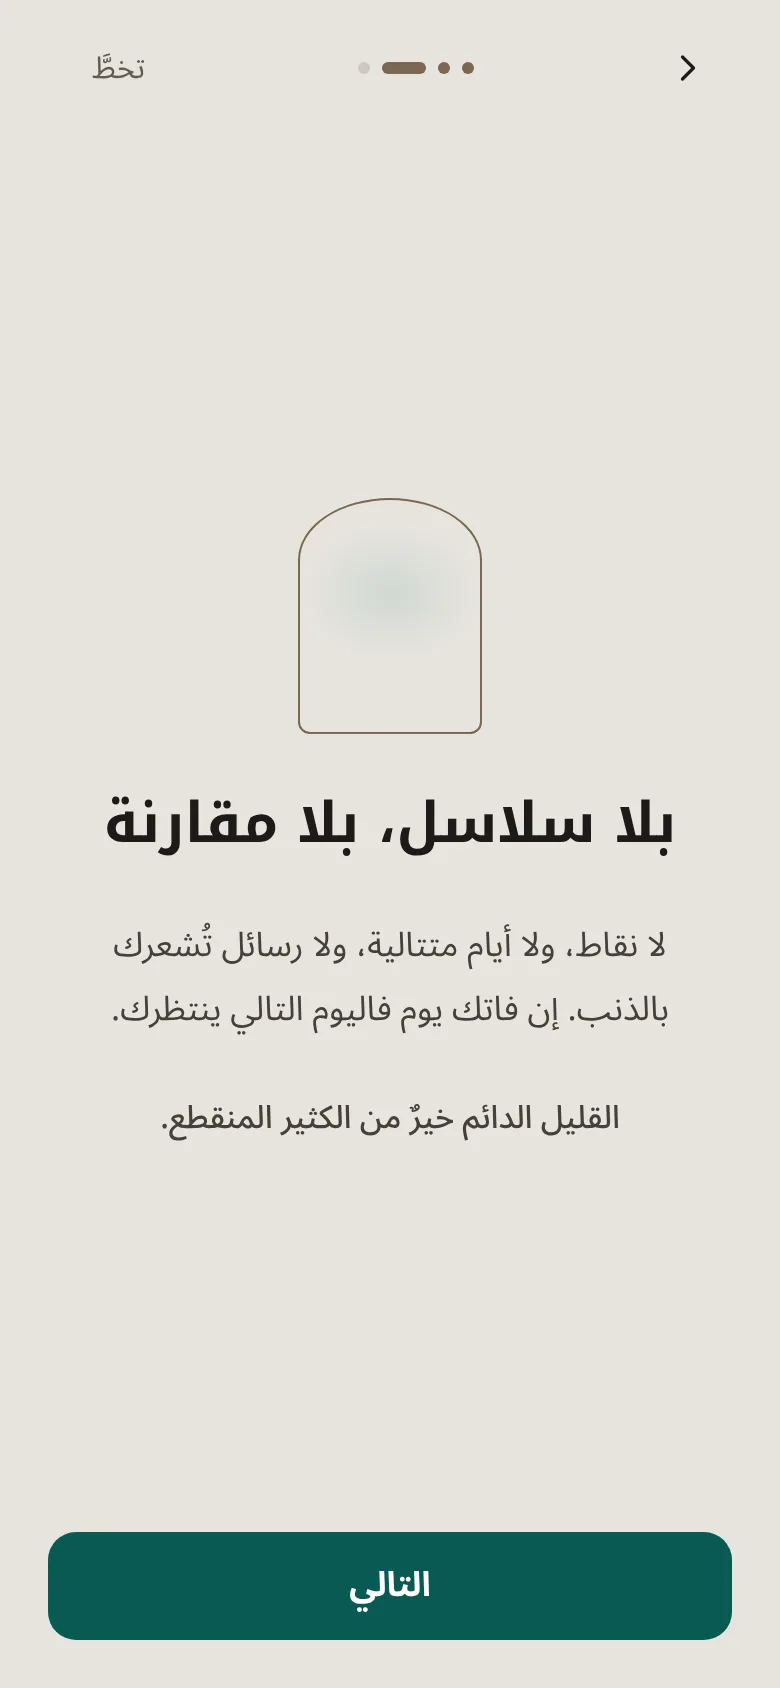 تخطَّ
بلا سلاسل، بلا مقارنة
لا نقاط، ولا أيام متتالية، ولا رسائل تُشعرك
بالذنب. إن فاتك يوم فاليوم التالي ينتظرك.
القليل الدائم خيرٌ من الكثير المنقطع.
التالي